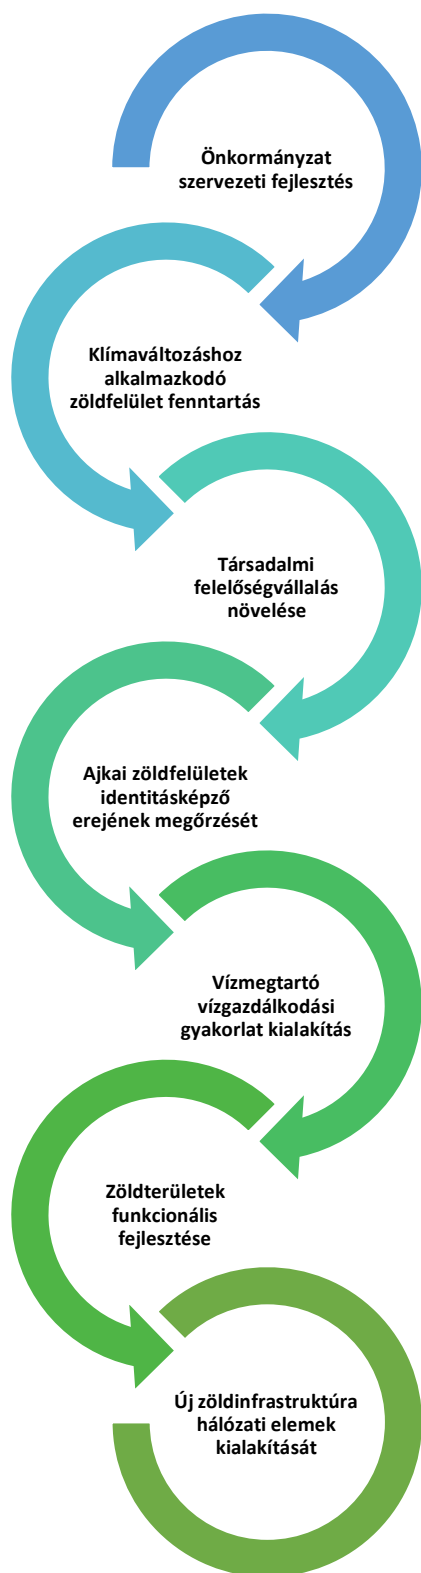 Önkormányzat
szervezeti fejlesztés
Klímaváltozáshoz
alkalmazkodó
zöldfelület fenntartás
Társadalmi
felelőségvállalás
növelése
Ajkai zöldfelületek
identitásképző
erejének megőrzését
Vízmegtartó
vízgazdálkodási
gyakorlat kialakítás
Zöldterületek
funkcionális
fejlesztése
Új zöldinfrastruktúra
hálózati elemek
kialakítását